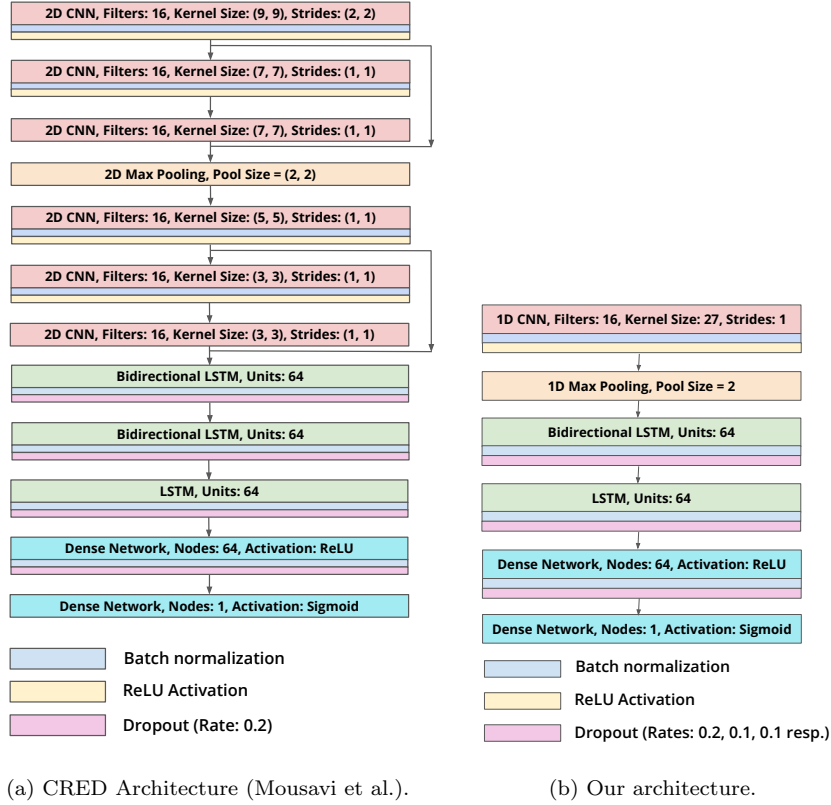 2D CNN, Filters: 16, Kernel Size: (9, 9), Strides: (2, 2)
2D CNN, Filters: 16, Kernel Size: (7, 7), Strides: (1, 1)
2D CNN, Filters: 16, Kernel Size: (7, 7), Strides: (1, 1)
2D Max Pooling, Pool Size = (2, 2)
2D CNN, Filters: 16, Kernel Size: (5, 5), Strides: (1, 1)
2D CNN, Filters: 16, Kernel Size: (3, 3), Strides: (1, 1)
2D CNN, Filters: 16, Kernel Size: (3, 3), Strides: (1, 1)
Bidirectional LSTM, Units: 64
Bidirectional LSTM, Units: 64
LSTM, Units: 64
Dense Network, Nodes: 64, Activation: ReLU
Dense Network, Nodes: 1, Activation: Sigmoid
Batch normalization
ReLU Activation
Dropout (Rate: 0.2)
(a) CRED Architecture (Mousavi et al.).
1D CNN, Filters: 16, Kernel Size: 27, Strides: 1
1D Max Pooling, Pool Size = 2
Bidirectional LSTM, Units: 64
LSTM, Units: 64
Dense Network, Nodes: 64, Activation: ReLU
Dense Network, Nodes: 1, Activation: Sigmoid
Batch normalization
ReLU Activation
Dropout (Rates: 0.2, 0.1, 0.1 resp.)
(b) Our architecture.